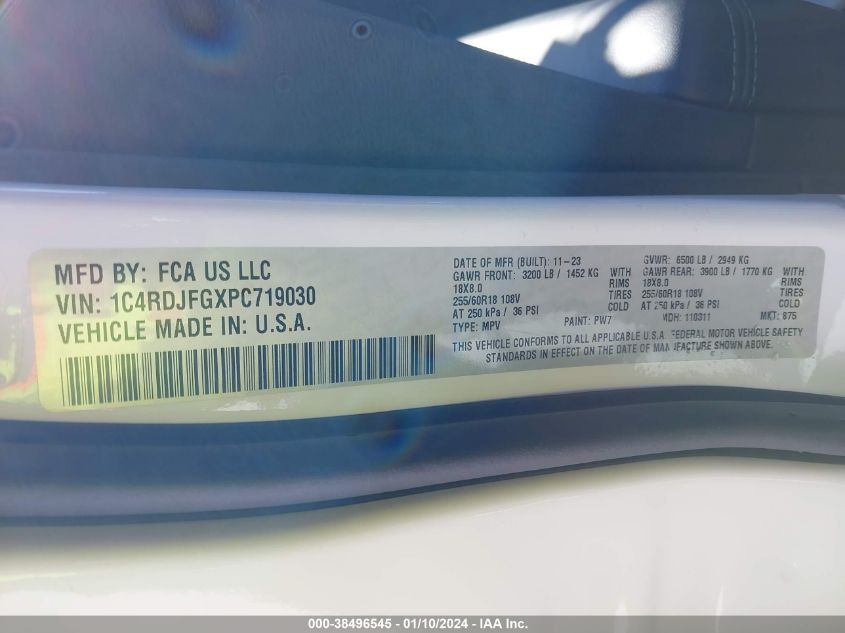 MFD BY: FCA US LLC
VIN: 1C4RDJFGXPC719030
VEHICLE MADE IN: U.S.A.
DATE OF MFR (BUILT): 11-23 GVWR: 6500 LB / 2949 KG
GAWR FRONT: 3200 LB / 1452 KG GAWR REAR: 3900 LB / 1770 KG
18X8.0 RIMS 18X8.0 RIMS
255/60R18 108V TIRES 255/60R18 108V TIRES
AT 250 kPa / 36 PSI COLD AT 250 kPa / 36 PSI COLD
TYPE: MPV PAINT: PW7 MDH: 110311 MKT: 875
THIS VEHICLE CONFORMS TO ALL APPLICABLE U.S.A. FEDERAL MOTOR VEHICLE SAFETY
STANDARDS IN EFFECT ON THE DATE OF MANUFACTURE SHOWN ABOVE.
000-38496545 - 01/10/2024 - IAA Inc.